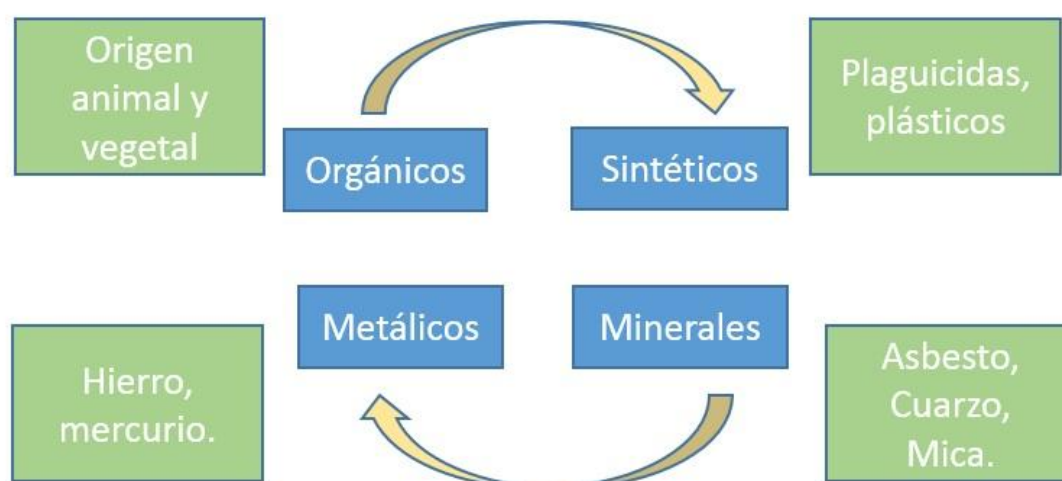 Origen
animal y
vegetal
Orgánicos
Sintéticos
Plaguicidas,
plásticos
Metálicos
Minerales
Hierro,
mercurio.
Asbesto,
Cuarzo,
Mica.